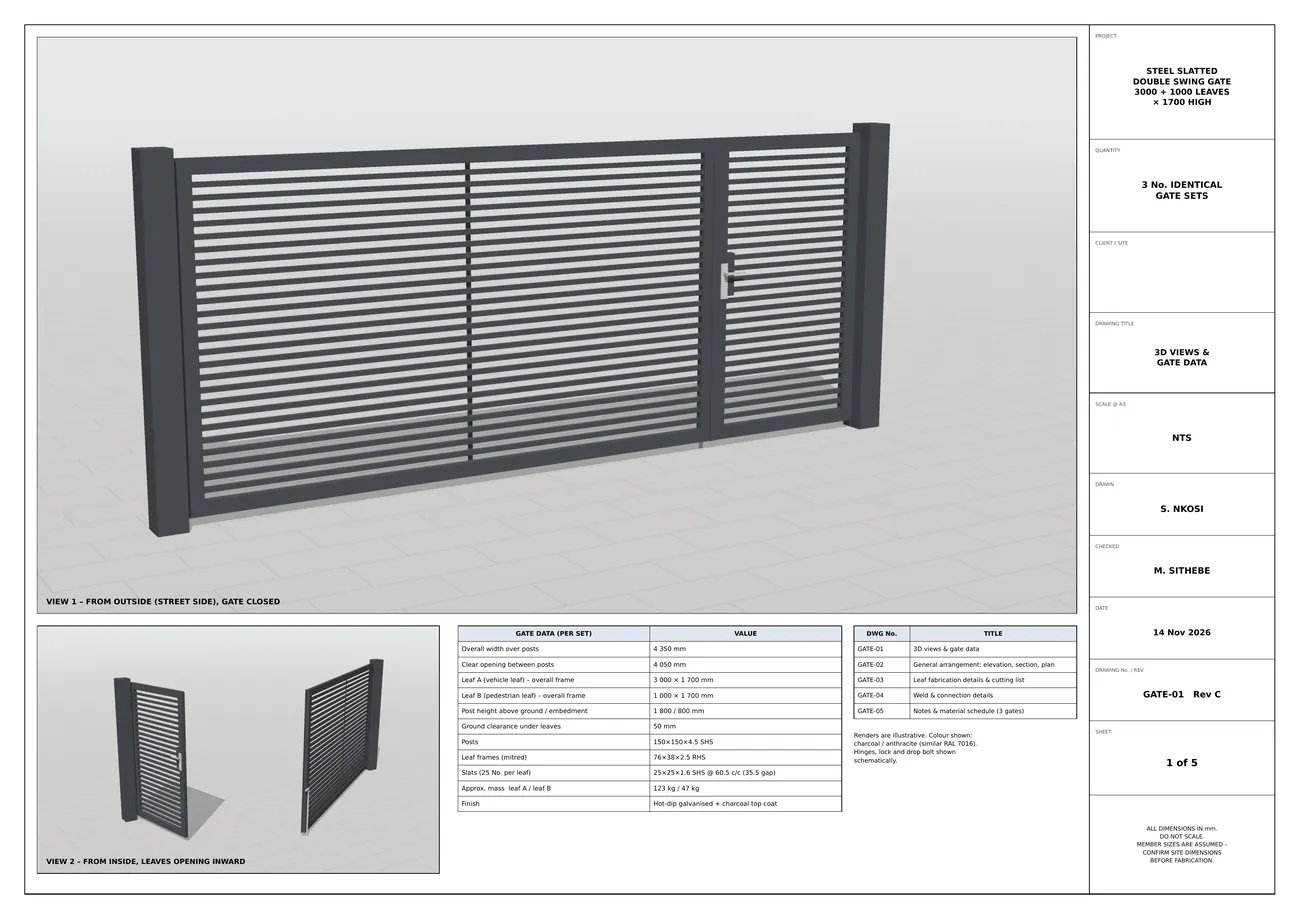 VIEW 1 – FROM OUTSIDE (STREET SIDE), GATE CLOSED
VIEW 2 – FROM INSIDE, LEAVES OPENING INWARD
GATE DATA (PER SET) VALUE
Overall width over posts 4 350 mm
Clear opening between posts 4 050 mm
Leaf A (vehicle leaf) – overall frame 3 000 × 1 700 mm
Leaf B (pedestrian leaf) – overall frame 1 000 × 1 700 mm
Post height above ground / embedment 1 800 / 800 mm
Ground clearance under leaves 50 mm
Posts 150×150×4.5 SHS
Leaf frames (mitred) 76×38×2.5 RHS
Slats (25 No. per leaf) 25×25×1.6 SHS @ 60.5 c/c (35.5 gap)
Approx. mass leaf A / leaf B 123 kg / 47 kg
Finish Hot-dip galvanised + charcoal top coat
DWG No. TITLE
GATE-01 3D views & gate data
GATE-02 General arrangement: elevation, section, plan
GATE-03 Leaf fabrication details & cutting list
GATE-04 Weld & connection details
GATE-05 Notes & material schedule (3 gates)
Renders are illustrative. Colour shown:
charcoal / anthracite (similar RAL 7016).
Hinges, lock and drop bolt shown
schematically.
PROJECT
STEEL SLATTED
DOUBLE SWING GATE
3000 + 1000 LEAVES
× 1700 HIGH
QUANTITY
3 No. IDENTICAL
GATE SETS
CLIENT / SITE
DRAWING TITLE
3D VIEWS &
GATE DATA
SCALE @ A3
NTS
DRAWN
S. NKOSI
CHECKED
M. SITHEBE
DATE
14 Nov 2026
DRAWING No. / REV
GATE-01 Rev C
SHEET
1 of 5
ALL DIMENSIONS IN mm.
DO NOT SCALE.
MEMBER SIZES ARE ASSUMED –
CONFIRM SITE DIMENSIONS
BEFORE FABRICATION.